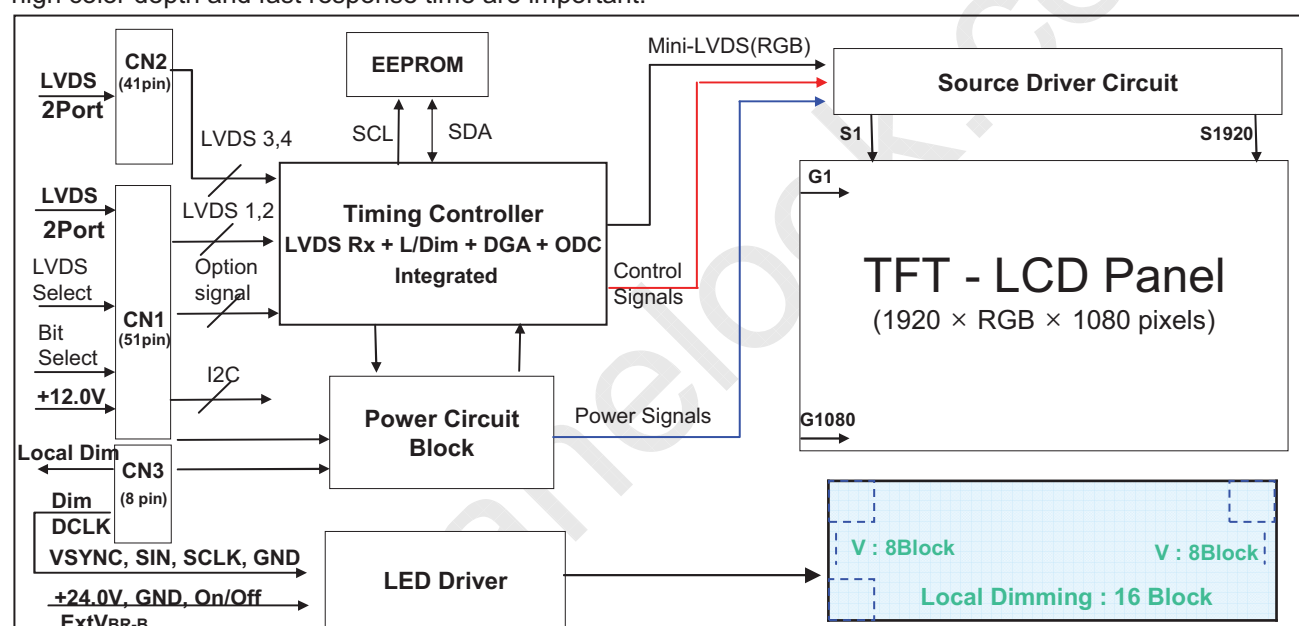 high color depth and fast response time are important.
CN2
(41pin)
LVDS
2Port
EEPROM
SCL
SDA
LVDS 3,4
Mini-LVDS(RGB)
Source Driver Circuit
S1
S1920
LVDS
2Port
LVDS
Select
Bit
Select
+12.0V
CN1
(51pin)
LVDS 1,2
Option
signal
I2C
Timing Controller
LVDS Rx + L/Dim + DGA + ODC
Integrated
Control
Signals
G1
TFT - LCD Panel
(1920 × RGB × 1080 pixels)
G1080
Power Circuit
Block
Power Signals
Local Dim
CN3
(8 pin)
Dim
DCLK
VSYNC, SIN, SCLK, GND
+24.0V, GND, On/Off
ExtVBR-B
LED Driver
V : 8Block
V : 8Block
Local Dimming : 16 Block